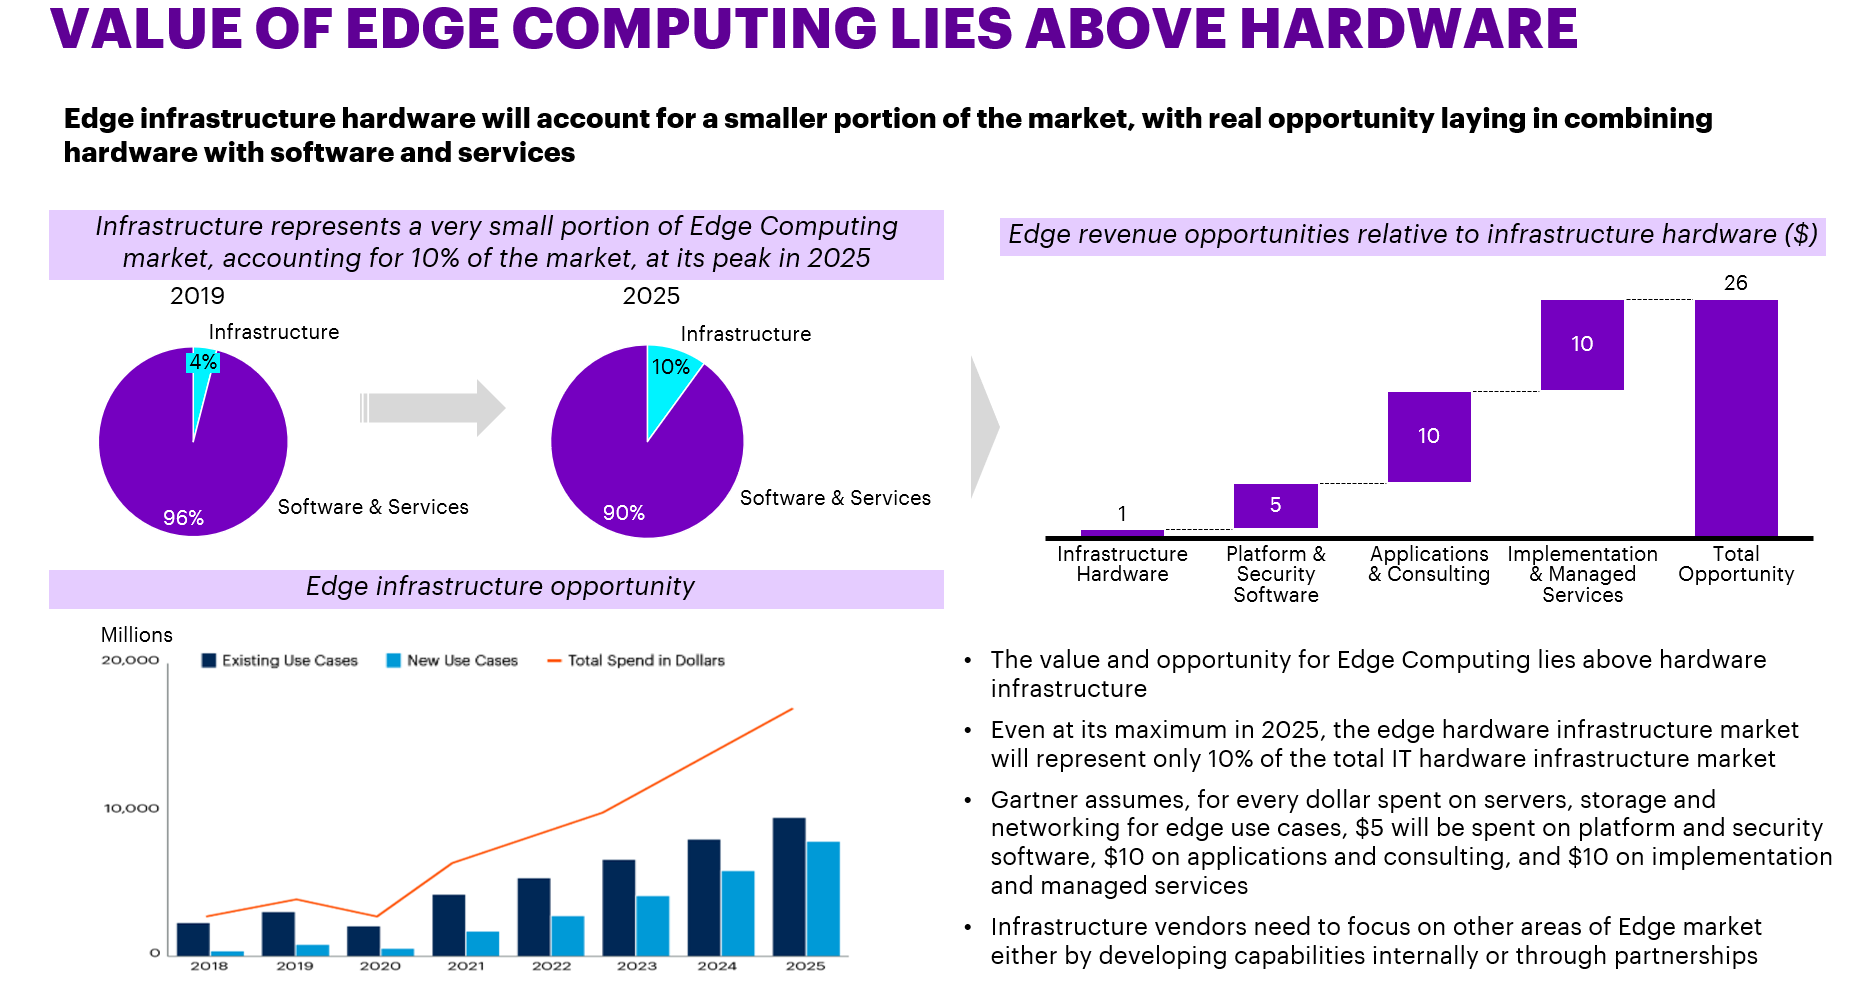 VALUE OF EDGE COMPUTING LIES ABOVE HARDWARE
Edge infrastructure hardware will account for a smaller portion of the market, with real opportunity laying in combining
hardware with software and services
Infrastructure represents a very small portion of Edge Computing
market, accounting for 10% of the market, at its peak in 2025
2019
2025
Infrastructure
4%
96%
Software & Services
Infrastructure
10%
90%
Software & Services
Edge infrastructure opportunity
Millions
20,000
10,000
0
Existing Use Cases
New Use Cases
Total Spend in Dollars
2018
2019
2020
2021
2022
2023
2024
2025
Edge revenue opportunities relative to infrastructure hardware ($)
1
5
10
10
26
Infrastructure
Hardware
Platform &
Security
Software
Applications
& Consulting
Implementation
& Managed
Services
Total
Opportunity
• The value and opportunity for Edge Computing lies above hardware
infrastructure
• Even at its maximum in 2025, the edge hardware infrastructure market
will represent only 10% of the total IT hardware infrastructure market
• Gartner assumes, for every dollar spent on servers, storage and
networking for edge use cases, $5 will be spent on platform and security
software, $10 on applications and consulting, and $10 on implementation
and managed services
• Infrastructure vendors need to focus on other areas of Edge market
either by developing capabilities internally or through partnerships